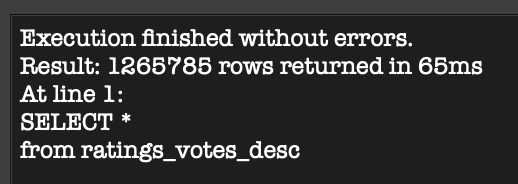 Execution finished without errors.
Result: 1265785 rows returned in 65ms
At line 1:
SELECT *
from ratings_votes_desc